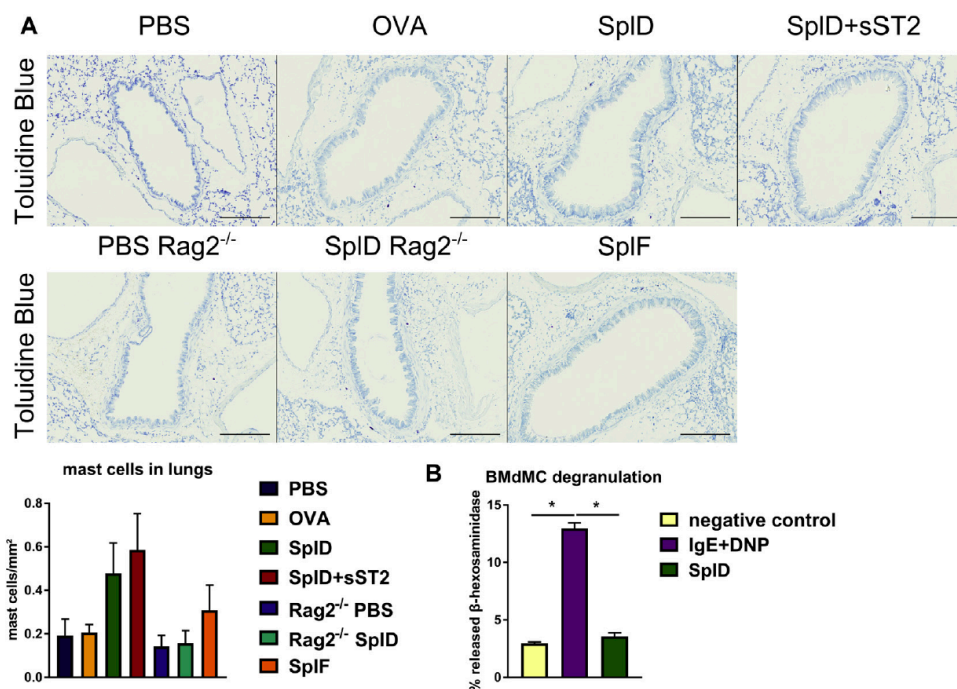 A
PBS OVA SplD SplD+sST2
Toluidine Blue
PBS Rag2-/- SplD Rag2-/- SplF
Toluidine Blue
mast cells in lungs
mast cells/mm²
0.8
0.6
0.4
0.2
0.0
PBS
OVA
SplD
SplD+sST2
Rag2-/- PBS
Rag2-/- SplD
SplF
B
BMdMC degranulation
% released β-hexosaminidase
15
10
5
0
* *
negative control
IgE+DNP
SplD